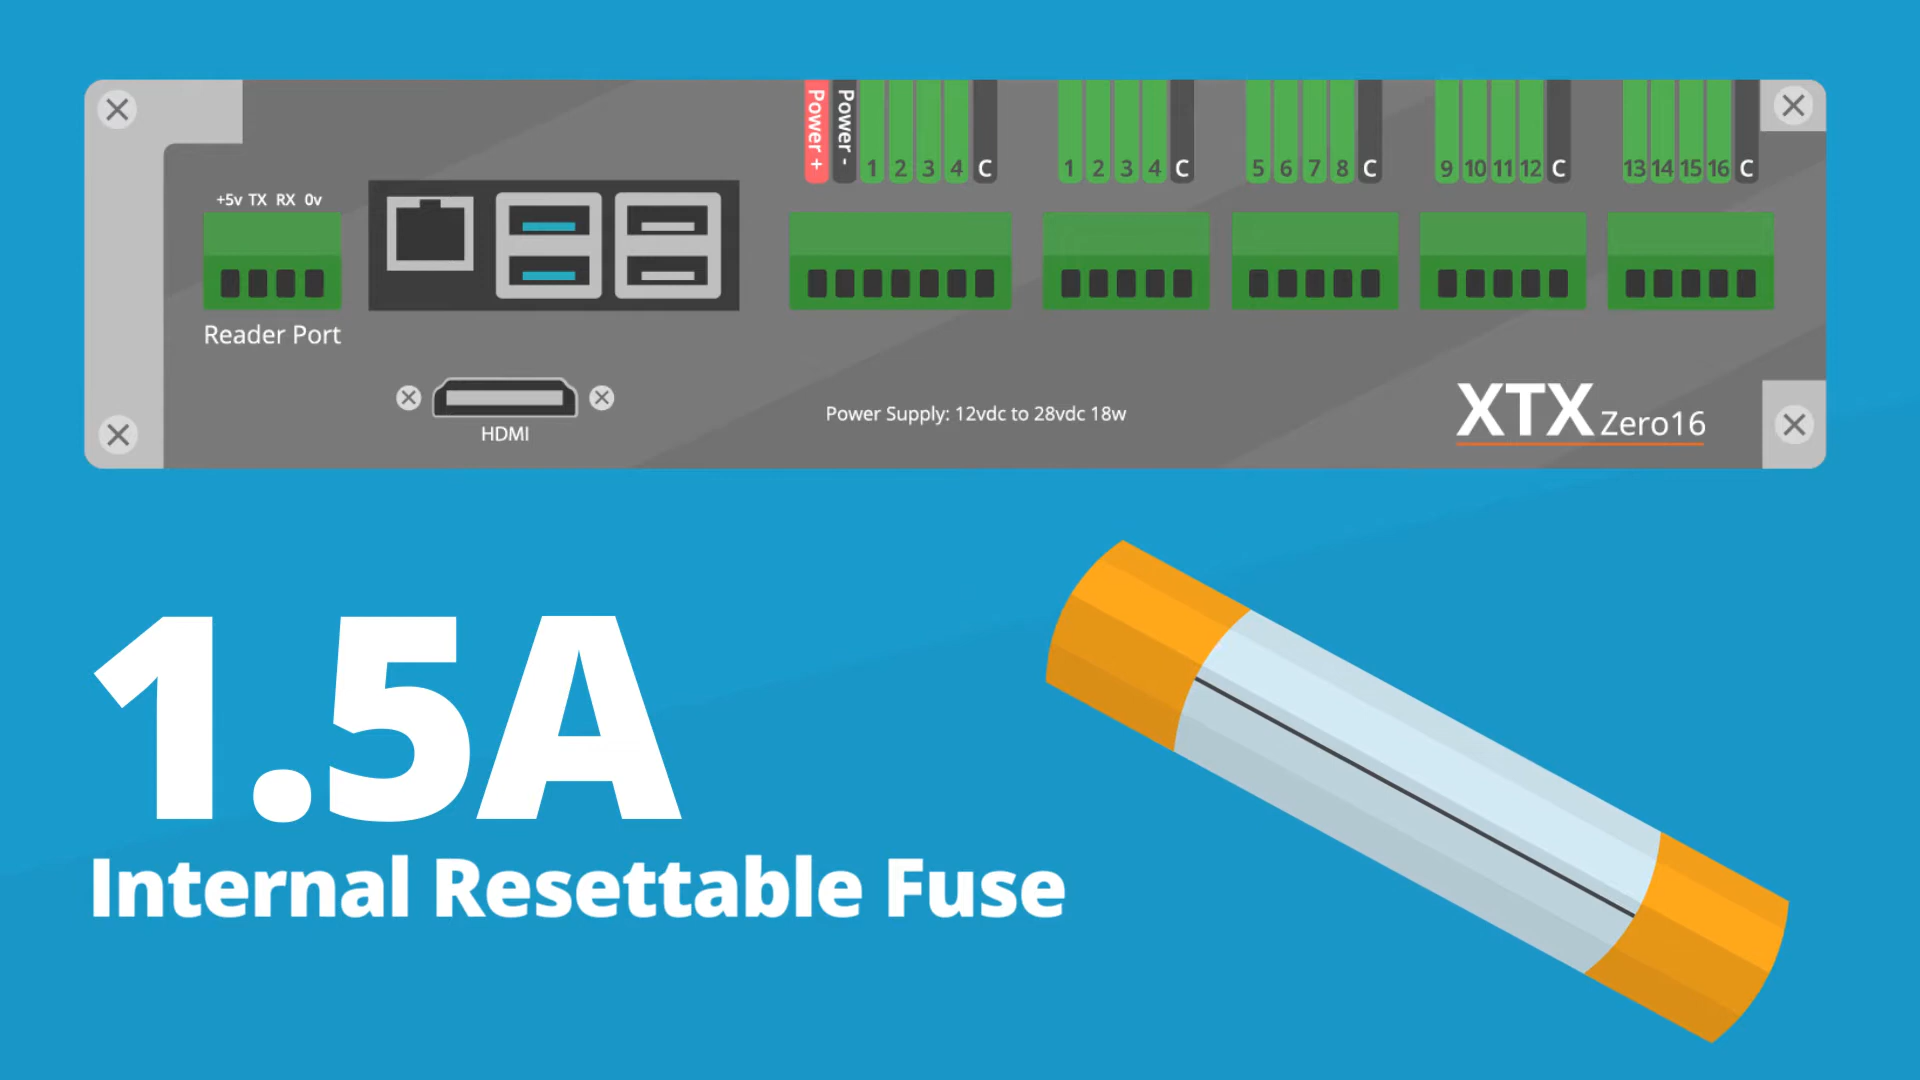 Power +
Power -
1 2 3 4 C
1 2 3 4 C
5 6 7 8 C
9 10 11 12 C
13 14 15 16 C
+5v TX RX 0v
Reader Port
HDMI
Power Supply: 12vdc to 28vdc 18w
XTX Zero16
1.5A
Internal Resettable Fuse